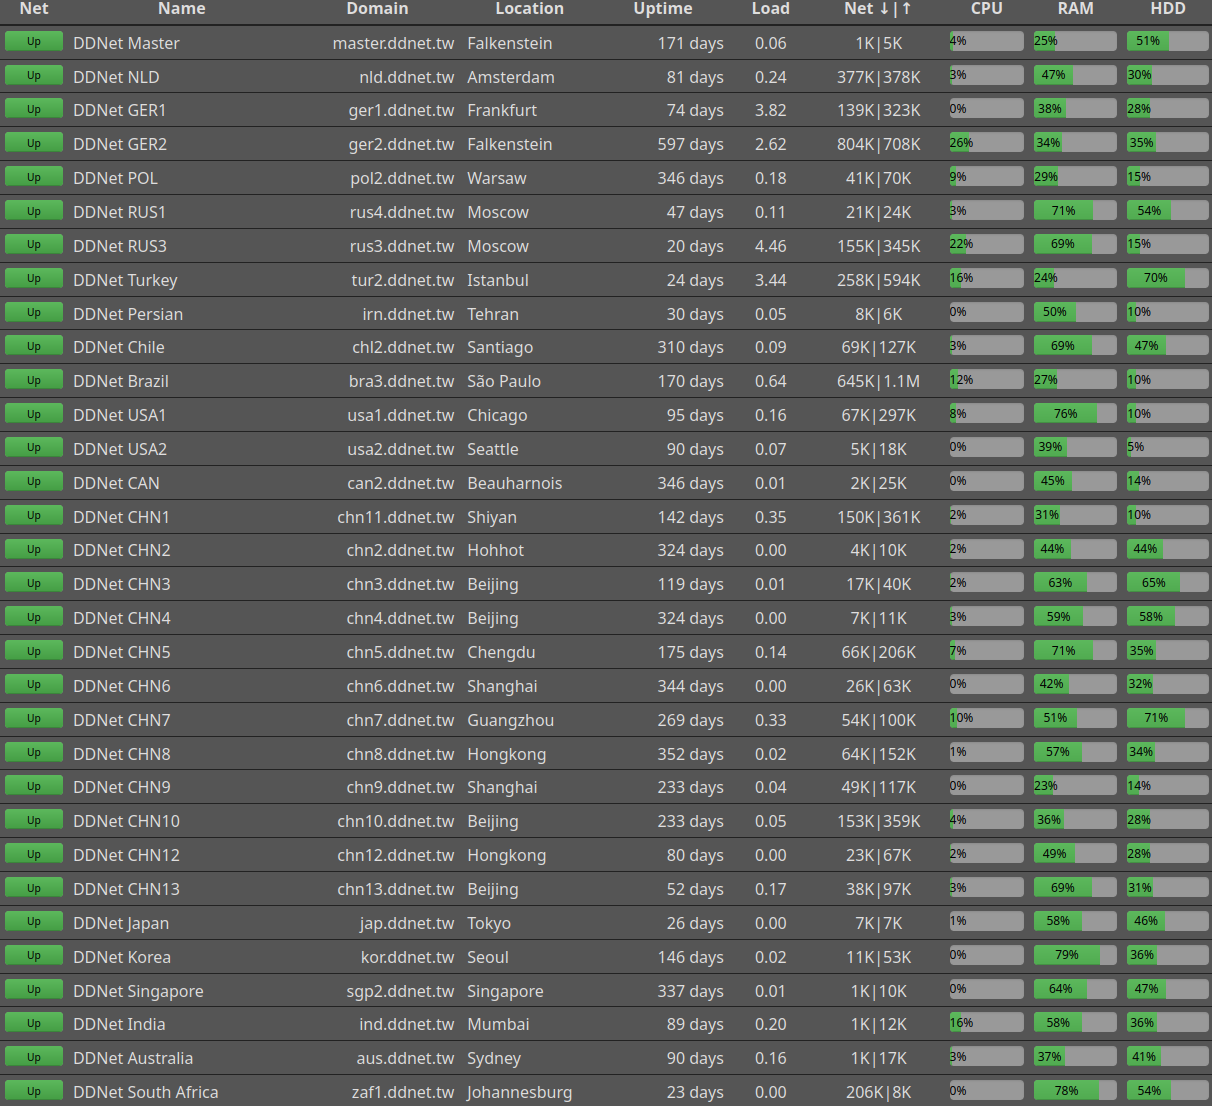 Net Name Domain Location Uptime Load Net ↓|↑ CPU RAM HDD
Up DDNet Master master.ddnet.tw Falkenstein 171 days 0.06 1K|5K 4% 25% 51%
Up DDNet NLD nld.ddnet.tw Amsterdam 81 days 0.24 377K|378K 3% 47% 30%
Up DDNet GER1 ger1.ddnet.tw Frankfurt 74 days 3.82 139K|323K 0% 38% 28%
Up DDNet GER2 ger2.ddnet.tw Falkenstein 597 days 2.62 804K|708K 26% 34% 35%
Up DDNet POL pol2.ddnet.tw Warsaw 346 days 0.18 41K|70K 9% 29% 15%
Up DDNet RUS1 rus4.ddnet.tw Moscow 47 days 0.11 21K|24K 3% 71% 54%
Up DDNet RUS3 rus3.ddnet.tw Moscow 20 days 4.46 155K|345K 22% 69% 15%
Up DDNet Turkey tur2.ddnet.tw Istanbul 24 days 3.44 258K|594K 16% 24% 70%
Up DDNet Persian irn.ddnet.tw Tehran 30 days 0.05 8K|6K 0% 50% 10%
Up DDNet Chile chl2.ddnet.tw Santiago 310 days 0.09 69K|127K 3% 69% 47%
Up DDNet Brazil bra3.ddnet.tw São Paulo 170 days 0.64 645K|1.1M 12% 27% 10%
Up DDNet USA1 usa1.ddnet.tw Chicago 95 days 0.16 67K|297K 8% 76% 10%
Up DDNet USA2 usa2.ddnet.tw Seattle 90 days 0.07 5K|18K 0% 39% 5%
Up DDNet CAN can2.ddnet.tw Beauharnois 346 days 0.01 2K|25K 0% 45% 14%
Up DDNet CHN1 chn11.ddnet.tw Shiyan 142 days 0.35 150K|361K 2% 31% 10%
Up DDNet CHN2 chn2.ddnet.tw Hohhot 324 days 0.00 4K|10K 2% 44% 44%
Up DDNet CHN3 chn3.ddnet.tw Beijing 119 days 0.01 17K|40K 2% 63% 65%
Up DDNet CHN4 chn4.ddnet.tw Beijing 324 days 0.00 7K|11K 3% 59% 58%
Up DDNet CHN5 chn5.ddnet.tw Chengdu 175 days 0.14 66K|206K 7% 71% 35%
Up DDNet CHN6 chn6.ddnet.tw Shanghai 344 days 0.00 26K|63K 0% 42% 32%
Up DDNet CHN7 chn7.ddnet.tw Guangzhou 269 days 0.33 54K|100K 10% 51% 71%
Up DDNet CHN8 chn8.ddnet.tw Hongkong 352 days 0.02 64K|152K 1% 57% 34%
Up DDNet CHN9 chn9.ddnet.tw Shanghai 233 days 0.04 49K|117K 0% 23% 14%
Up DDNet CHN10 chn10.ddnet.tw Beijing 233 days 0.05 153K|359K 4% 36% 28%
Up DDNet CHN12 chn12.ddnet.tw Hongkong 80 days 0.00 23K|67K 2% 49% 28%
Up DDNet CHN13 chn13.ddnet.tw Beijing 52 days 0.17 38K|97K 3% 69% 31%
Up DDNet Japan jap.ddnet.tw Tokyo 26 days 0.00 7K|7K 1% 58% 46%
Up DDNet Korea kor.ddnet.tw Seoul 146 days 0.02 11K|53K 0% 79% 36%
Up DDNet Singapore sgp2.ddnet.tw Singapore 337 days 0.01 1K|10K 0% 64% 47%
Up DDNet India ind.ddnet.tw Mumbai 89 days 0.20 1K|12K 16% 58% 36%
Up DDNet Australia aus.ddnet.tw Sydney 90 days 0.16 1K|17K 3% 37% 41%
Up DDNet South Africa zaf1.ddnet.tw Johannesburg 23 days 0.00 206K|8K 0% 78% 54%